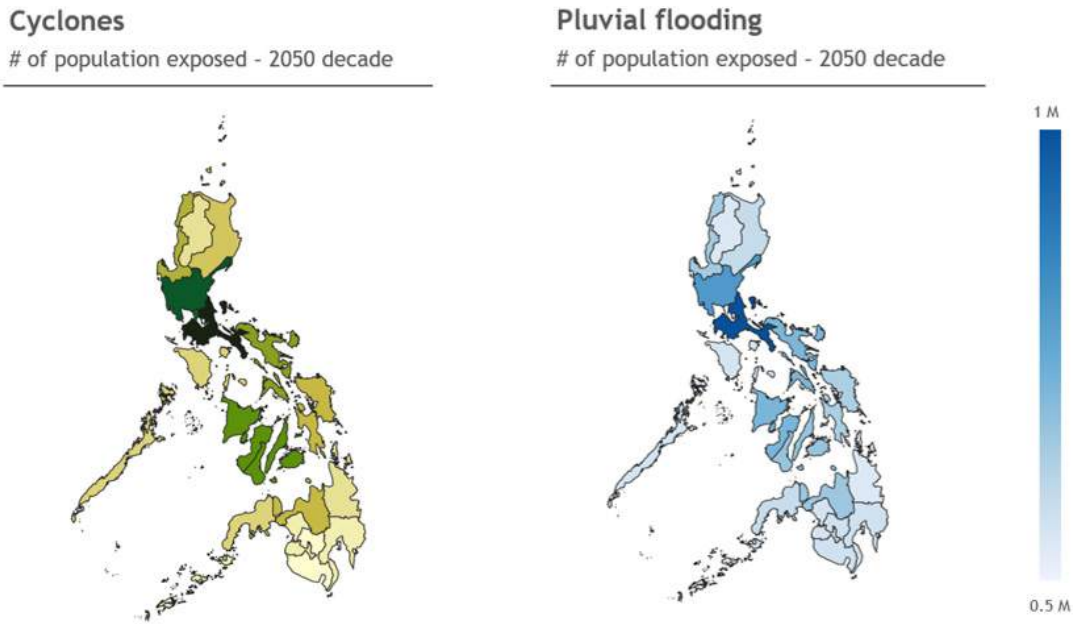 Cyclones
# of population exposed - 2050 decade
Pluvial flooding
# of population exposed - 2050 decade
1 M
0.5 M